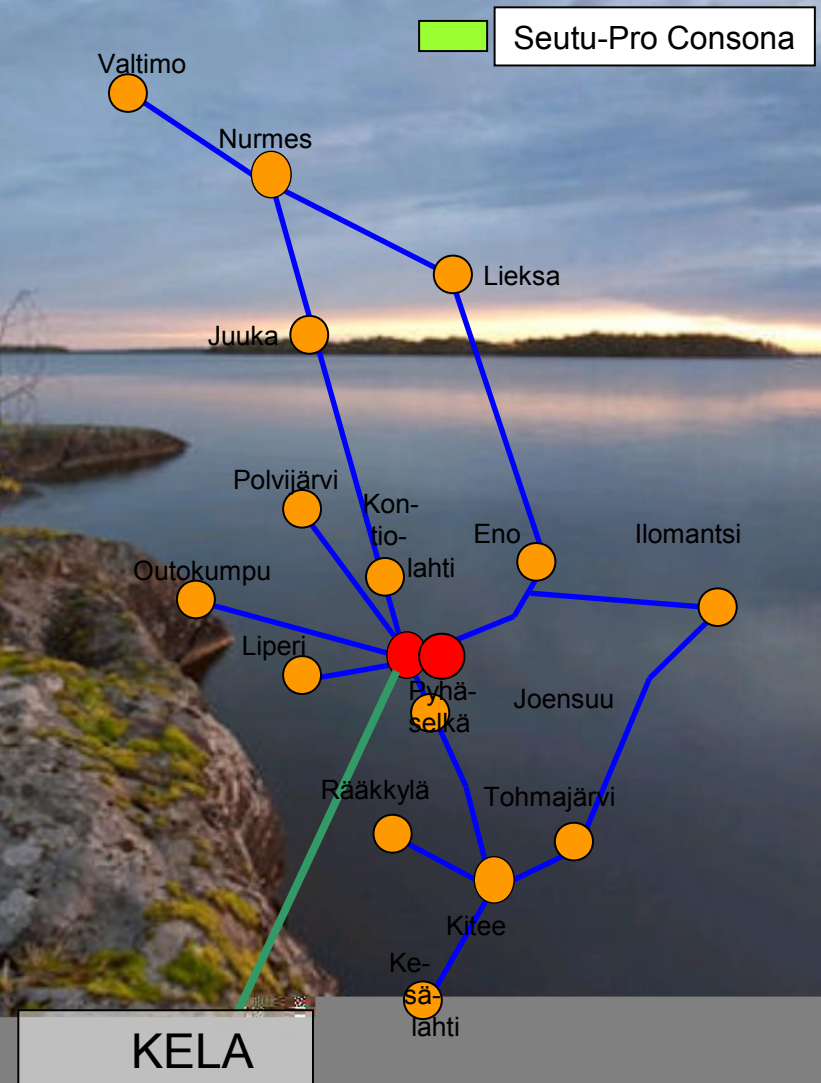 Seutu-Pro Consona
Valtimo
Nurmes
Lieksa
Juuka
Polvijärvi
Kon-
tio-
lahti
Eno
Ilomantsi
Outokumpu
Liperi
Pyhä-
selkä
Joensuu
Rääkkylä
Tohmajärvi
Kitee
Ke-
sä-
lahti
KELA